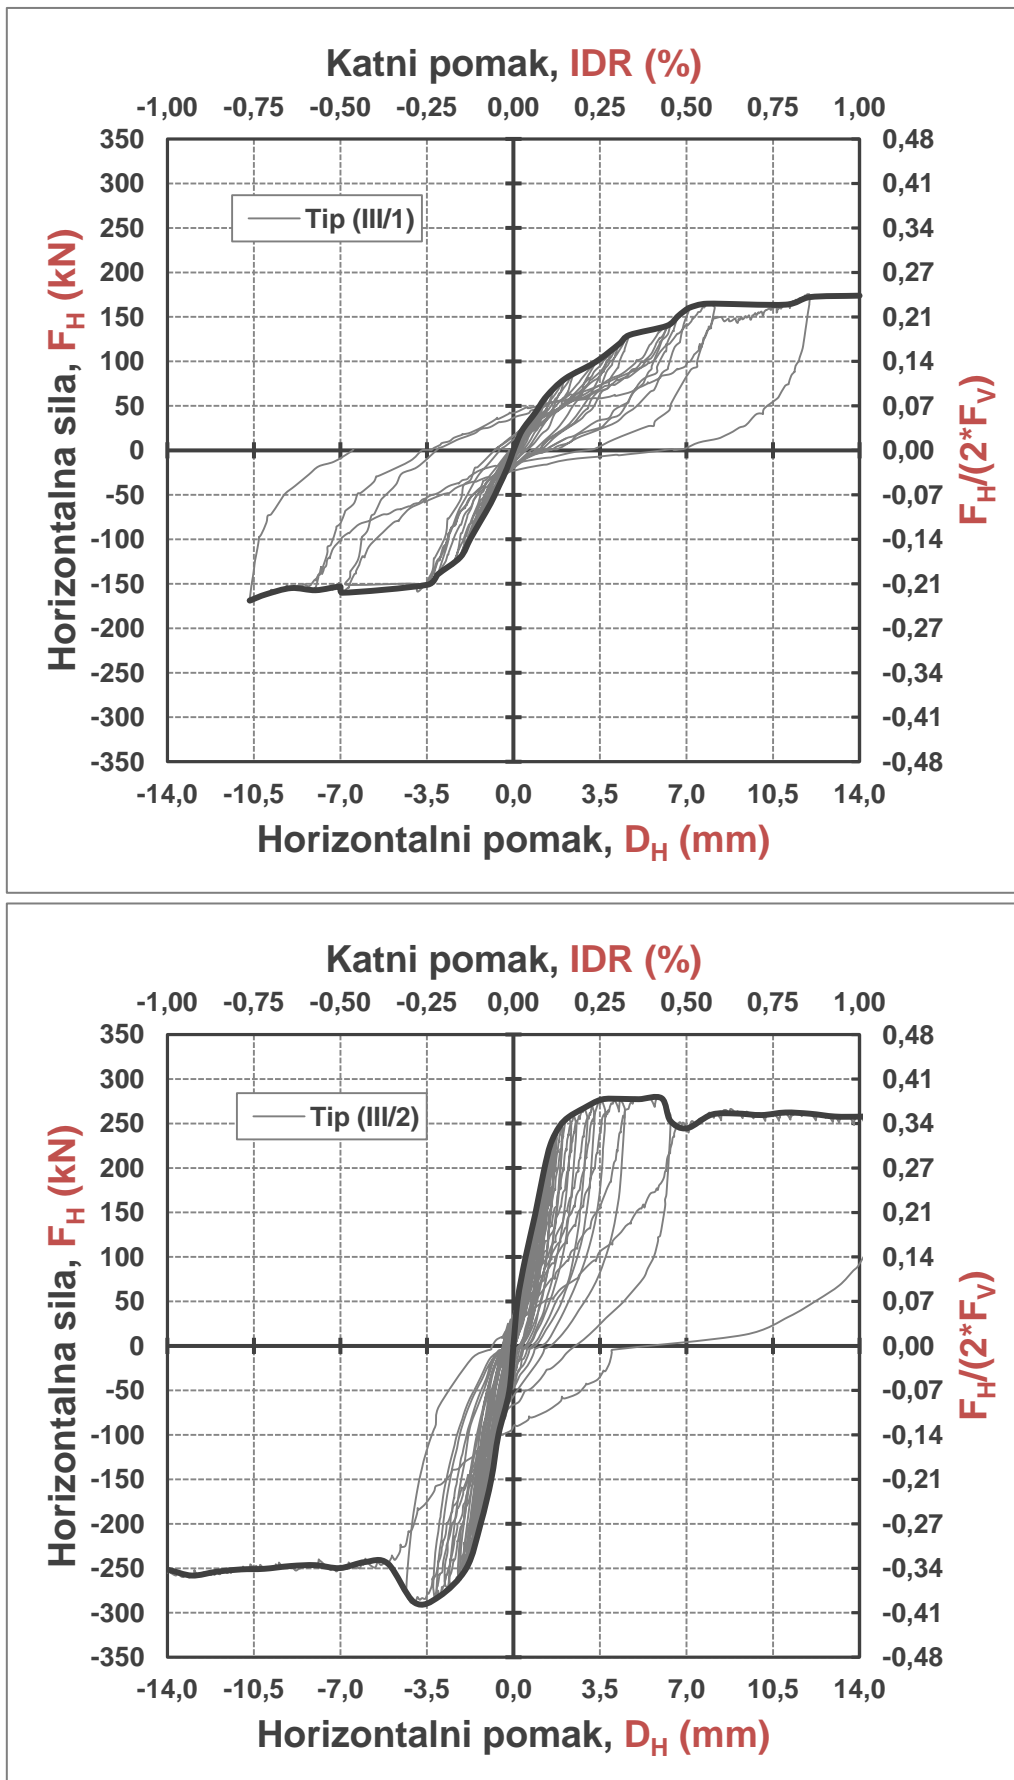 Katni pomak, IDR (%)
-1,00 -0,75 -0,50 -0,25 0,00 0,25 0,50 0,75 1,00
350 0,48
300 0,41
250 0,34
200 0,27
150 0,21
100 0,14
50 0,07
0 0,00
-50 -0,07
-100 -0,14
-150 -0,21
-200 -0,27
-250 -0,34
-300 -0,41
-350 -0,48
Tip (III/1)
Horizontalna sila, F_H (kN)
F_H/(2*F_V)
-14,0 -10,5 -7,0 -3,5 0,0 3,5 7,0 10,5 14,0
Horizontalni pomak, D_H (mm)
Katni pomak, IDR (%)
-1,00 -0,75 -0,50 -0,25 0,00 0,25 0,50 0,75 1,00
350 0,48
300 0,41
250 0,34
200 0,27
150 0,21
100 0,14
50 0,07
0 0,00
-50 -0,07
-100 -0,14
-150 -0,21
-200 -0,27
-250 -0,34
-300 -0,41
-350 -0,48
Tip (III/2)
Horizontalna sila, F_H (kN)
F_H/(2*F_V)
-14,0 -10,5 -7,0 -3,5 0,0 3,5 7,0 10,5 14,0
Horizontalni pomak, D_H (mm)